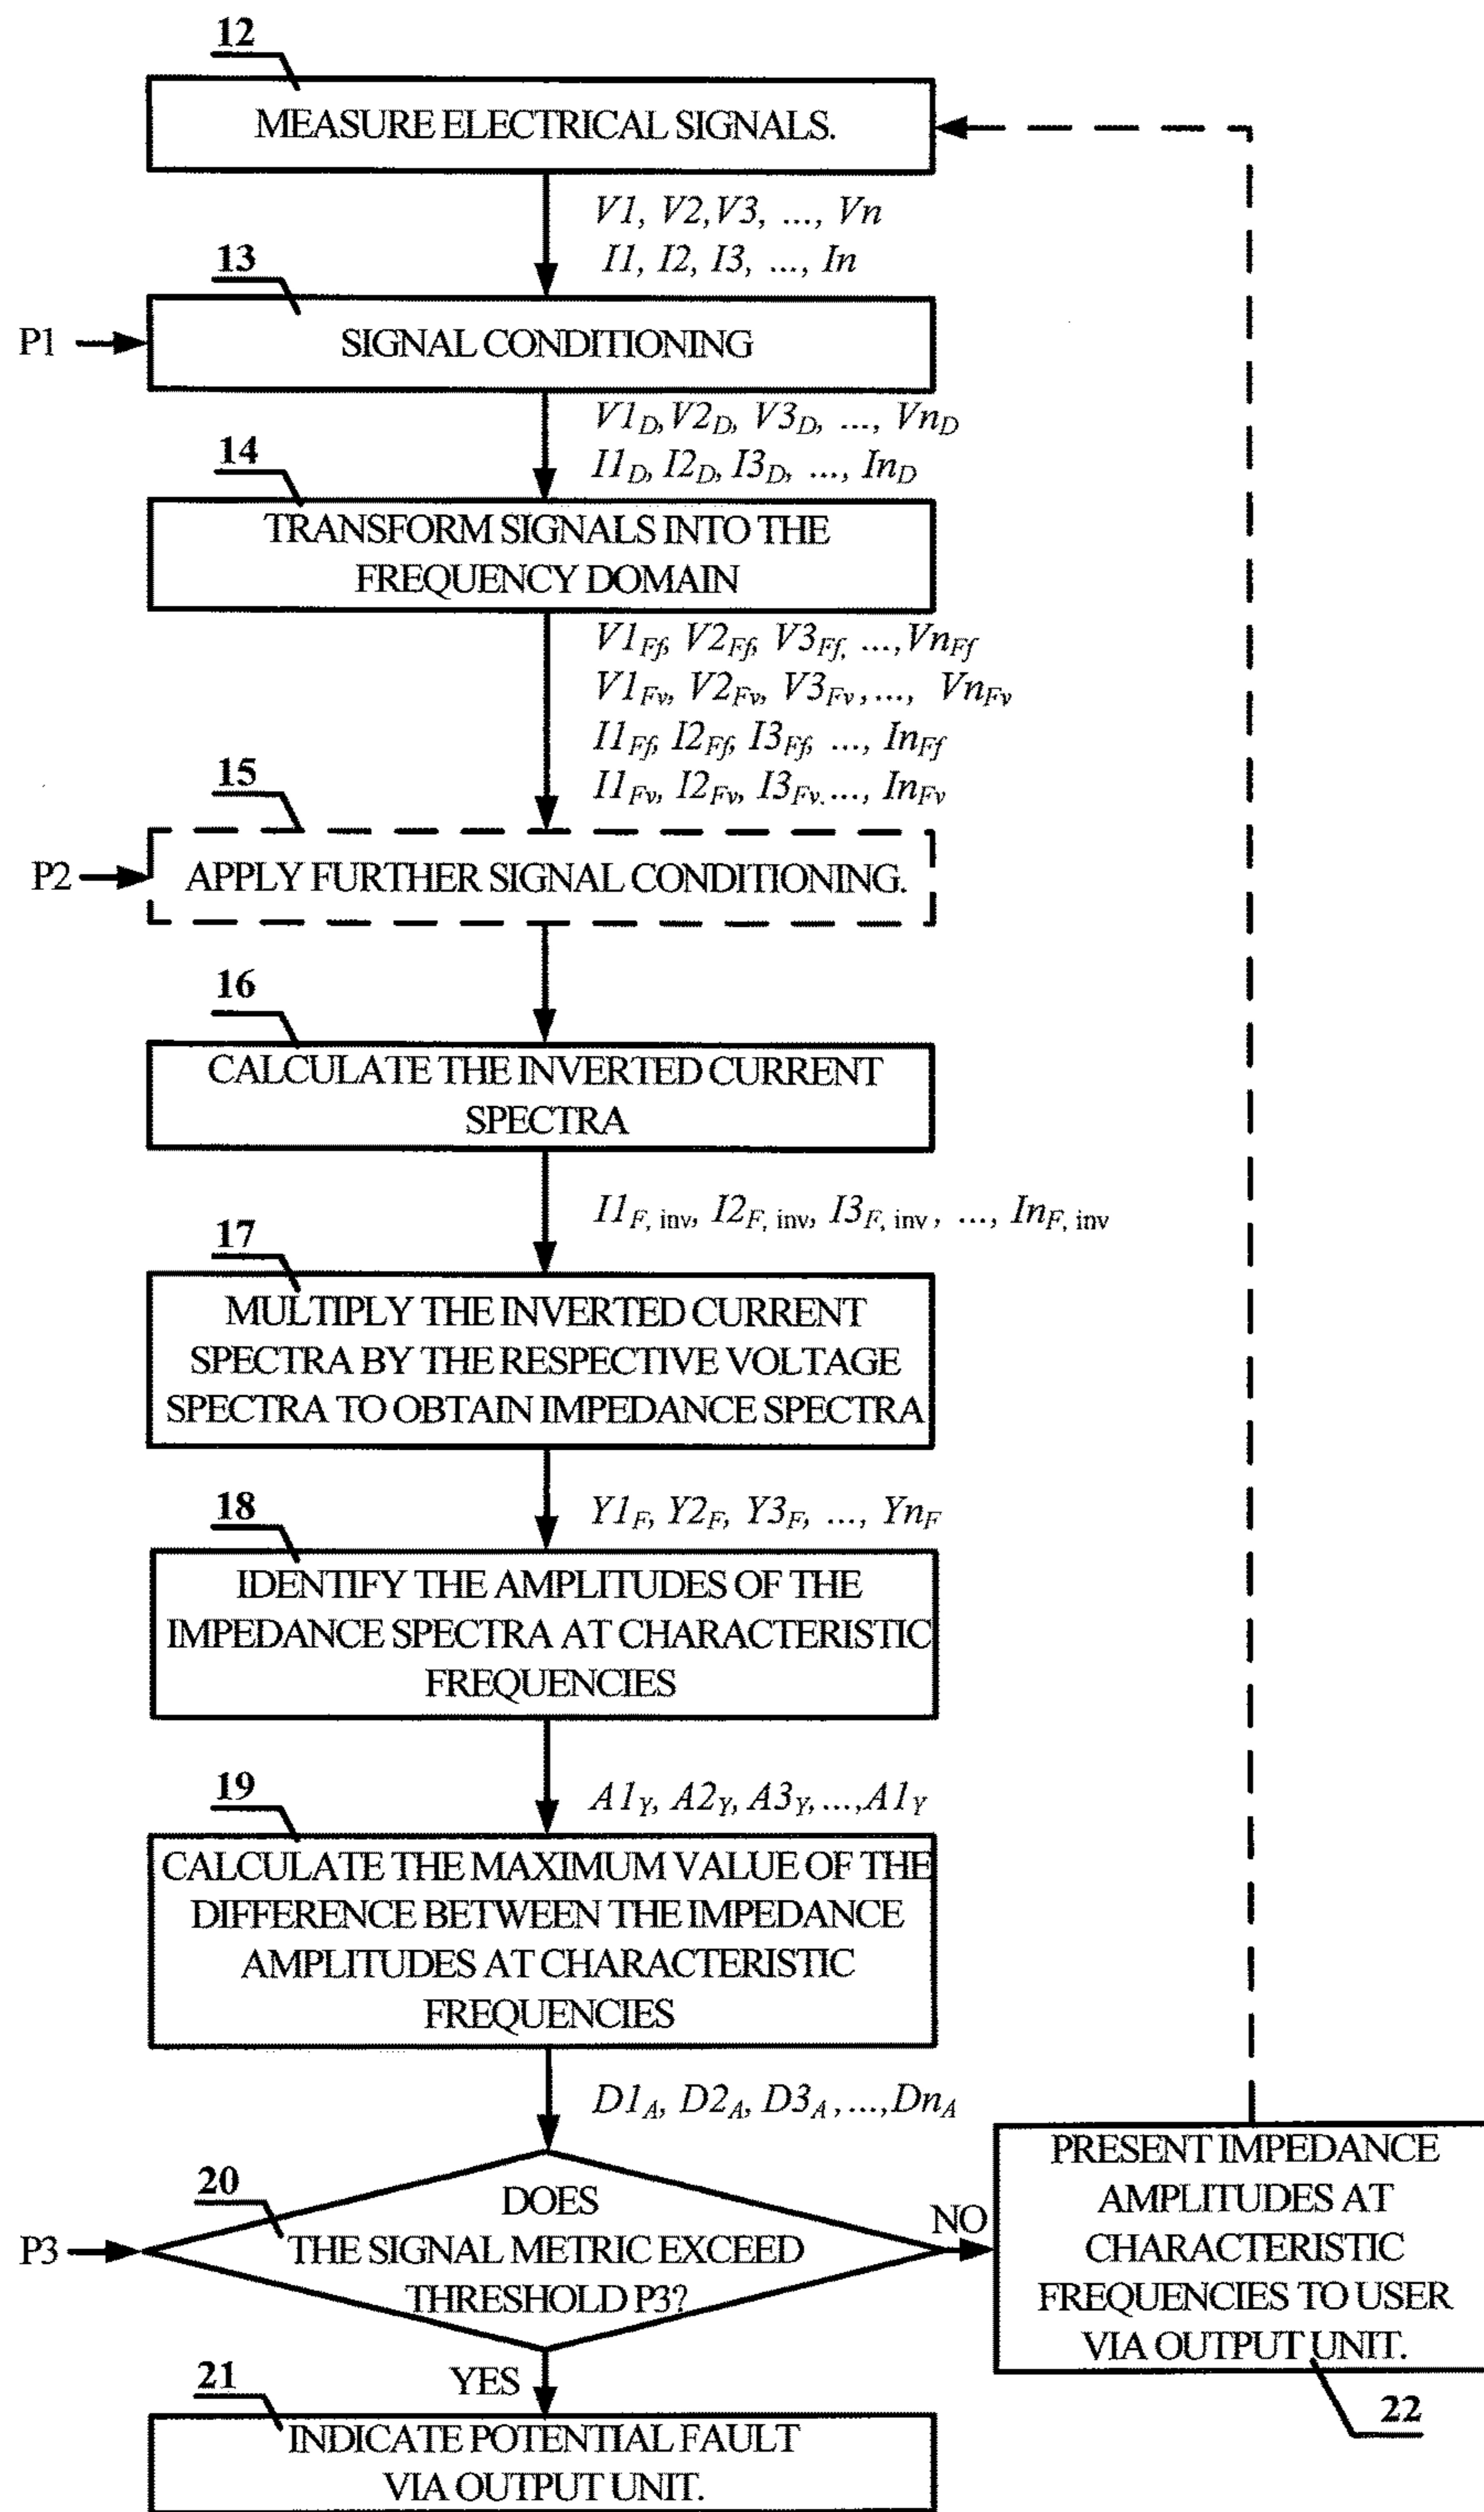 12
MEASURE ELECTRICAL SIGNALS.
V1, V2, V3, ..., Vn
I1, I2, I3, ..., In
13
P1
SIGNAL CONDITIONING
V1D, V2D, V3D, ..., VnD
I1D, I2D, I3D, ..., InD
14
TRANSFORM SIGNALS INTO THE
FREQUENCY DOMAIN
V1Ff, V2Ff, V3Ff, ..., VnFf
V1Fv, V2Fv, V3Fv, ..., VnFv
I1Ff, I2Ff, I3Ff, ..., InFf
I1Fv, I2Fv, I3Fv, ..., InFv
15
P2
APPLY FURTHER SIGNAL CONDITIONING.
16
CALCULATE THE INVERTED CURRENT
SPECTRA
I1F, inv, I2F, inv, I3F, inv, ..., InF, inv
17
MULTIPLY THE INVERTED CURRENT
SPECTRA BY THE RESPECTIVE VOLTAGE
SPECTRA TO OBTAIN IMPEDANCE SPECTRA
Y1F, Y2F, Y3F, ..., YnF
18
IDENTIFY THE AMPLITUDES OF THE
IMPEDANCE SPECTRA AT CHARACTERISTIC
FREQUENCIES
A1Y, A2Y, A3Y, ..., A1Y
19
CALCULATE THE MAXIMUM VALUE OF THE
DIFFERENCE BETWEEN THE IMPEDANCE
AMPLITUDES AT CHARACTERISTIC
FREQUENCIES
D1A, D2A, D3A, ..., DnA
20
P3
DOES
THE SIGNAL METRIC EXCEED
THRESHOLD P3?
NO
PRESENT IMPEDANCE
AMPLITUDES AT
CHARACTERISTIC
FREQUENCIES TO USER
VIA OUTPUT UNIT.
22
YES
21
INDICATE POTENTIAL FAULT
VIA OUTPUT UNIT.